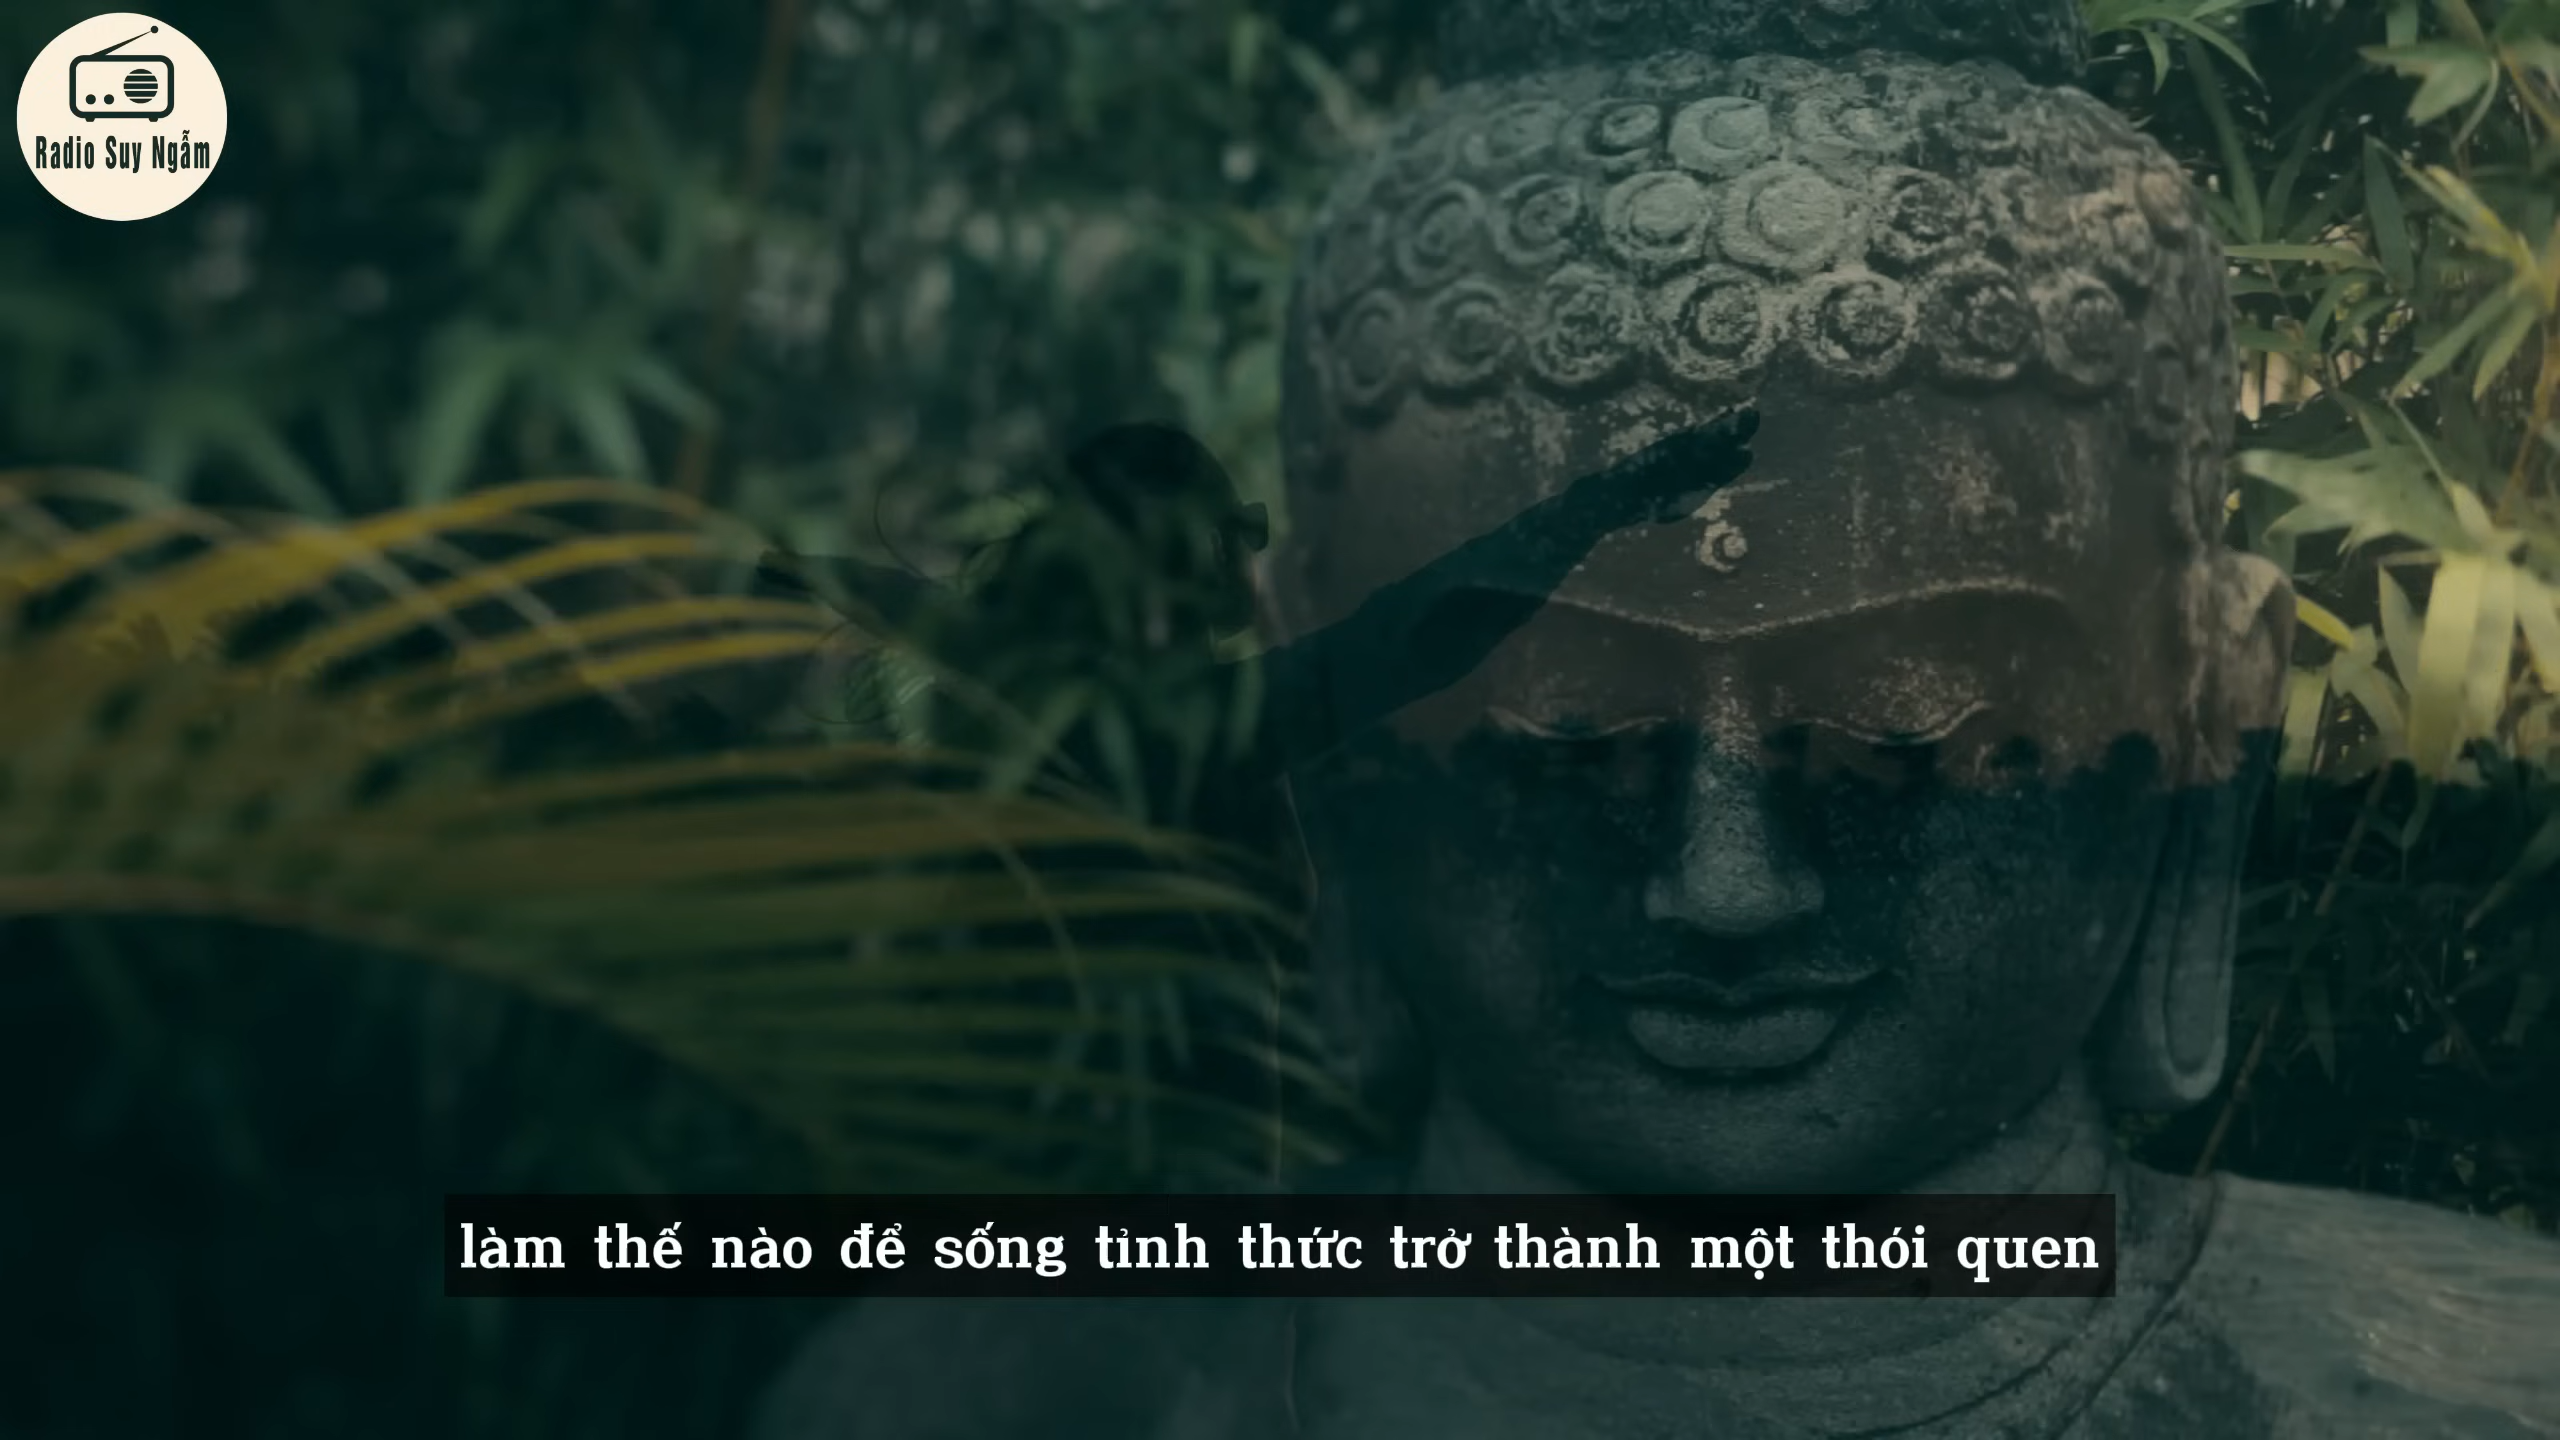 Radio Suy Ngẫm
làm thế nào để sống tỉnh thức trở thành một thói quen